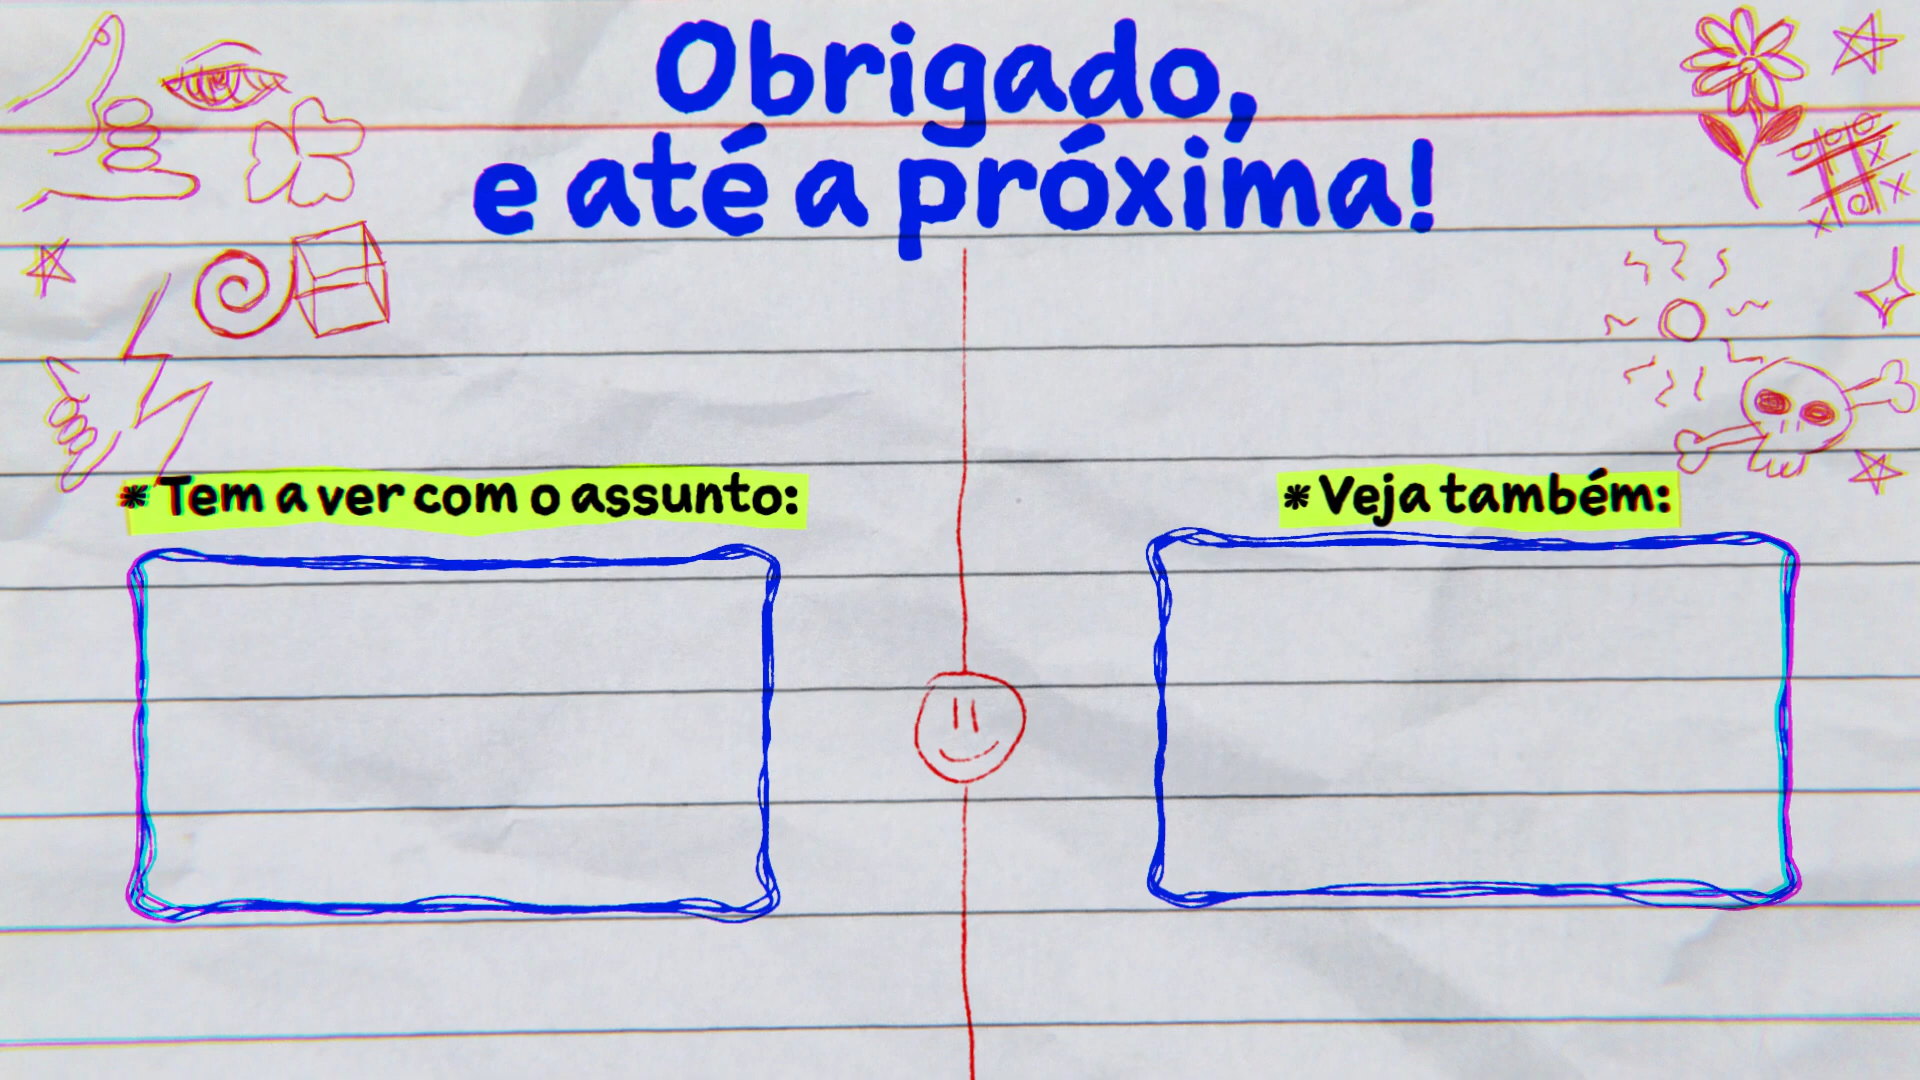 Obrigado,
e até a próxima!
* Tem a ver com o assunto:
* Veja também: